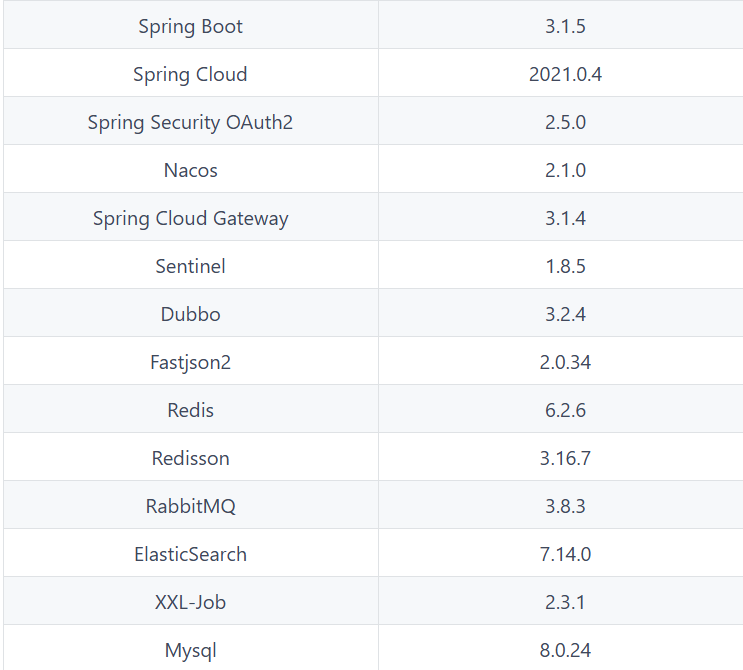 Spring Boot 3.1.5
Spring Cloud 2021.0.4
Spring Security OAuth2 2.5.0
Nacos 2.1.0
Spring Cloud Gateway 3.1.4
Sentinel 1.8.5
Dubbo 3.2.4
Fastjson2 2.0.34
Redis 6.2.6
Redisson 3.16.7
RabbitMQ 3.8.3
ElasticSearch 7.14.0
XXL-Job 2.3.1
Mysql 8.0.24